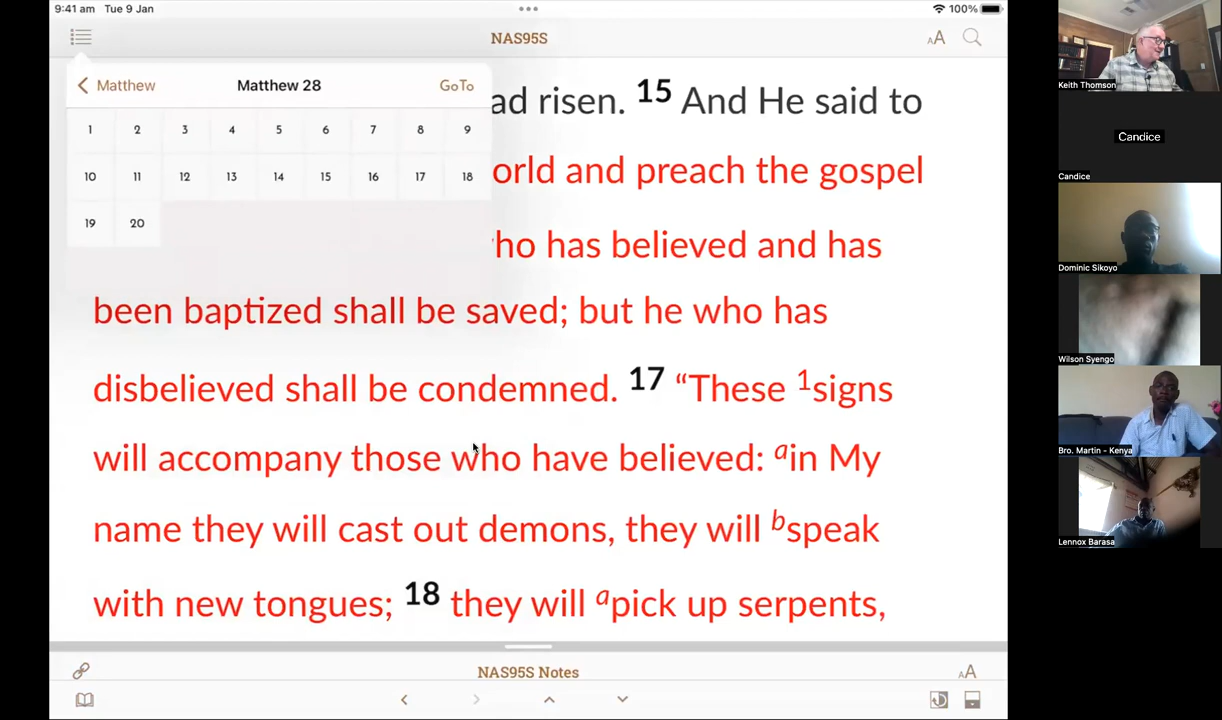 9:41 am Tue 9 Jan
100%
NAS95S
AA
Matthew Matthew 28 GoTo
1 2 3 4 5 6 7 8 9
10 11 12 13 14 15 16 17 18
19 20
ad risen. 15 And He said to
orld and preach the gospel
ho has believed and has
been baptized shall be saved; but he who has
disbelieved shall be condemned. 17 “These 1signs
will accompany those who have believed: ain My
name they will cast out demons, they will bspeak
with new tongues; 18 they will apick up serpents,
NAS95S Notes
AA
Keith Thomson
Candice
Candice
Dominic Sikoyo
Wilson Syengo
Bro. Martin - Kenya
Lennox Barasa